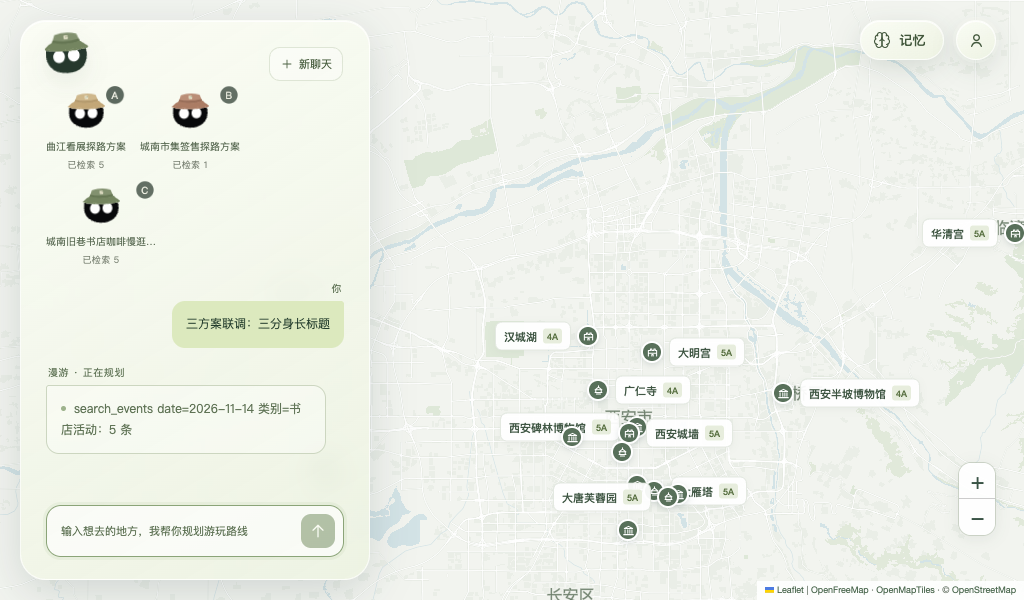 新聊天
A
B
曲江看展探路方案
城南市集签售探路方案
已检索 5
已检索 1
C
城南旧巷书店咖啡慢逛…
已检索 5
你
三方案联调：三分身长标题
漫游 · 正在规划
search_events date=2026-11-14 类别=书
店活动：5 条
输入想去的地方，我帮你规划游玩路线
记忆
华清宫 5A
汉城湖 4A
大明宫 5A
广仁寺 4A
西安半坡博物馆 4A
西安市
西安碑林博物馆 5A
西安城墙 5A
大唐芙蓉园 5A
雁塔 5A
长安区
+
−
Leaflet | OpenFreeMap · OpenMapTiles · © OpenStreetMap